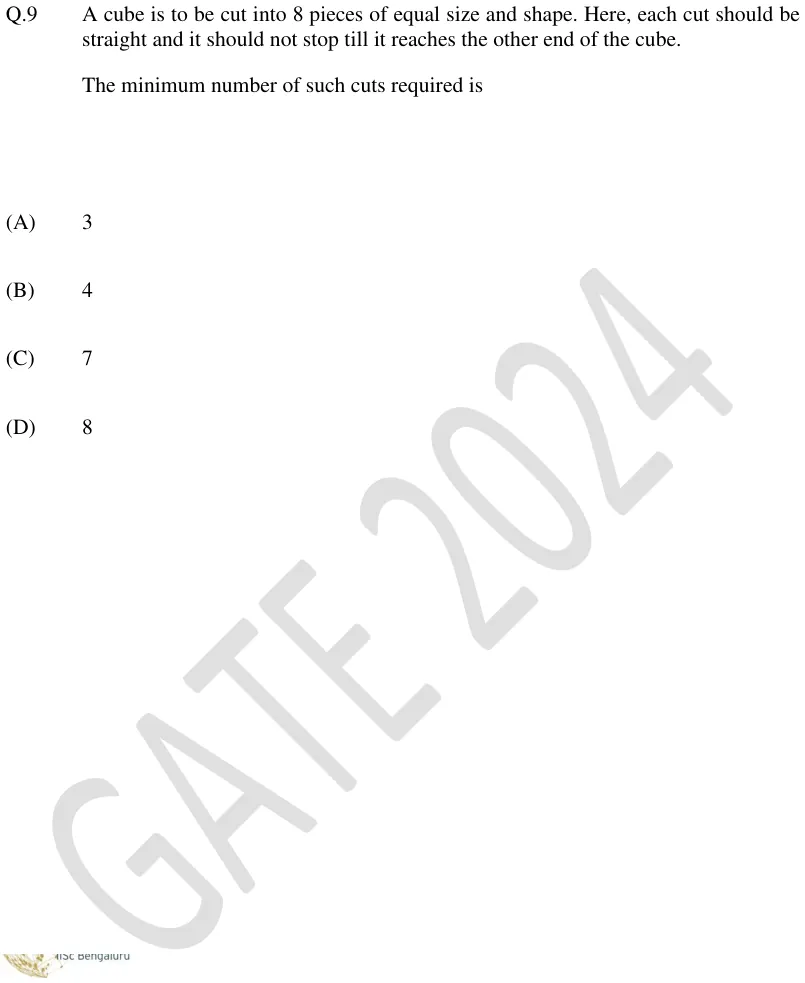 Q.9 A cube is to be cut into 8 pieces of equal size and shape. Here, each cut should be
straight and it should not stop till it reaches the other end of the cube.
The minimum number of such cuts required is
(A) 3
(B) 4
(C) 7
(D) 8
GATE 2024
IISc Bengaluru